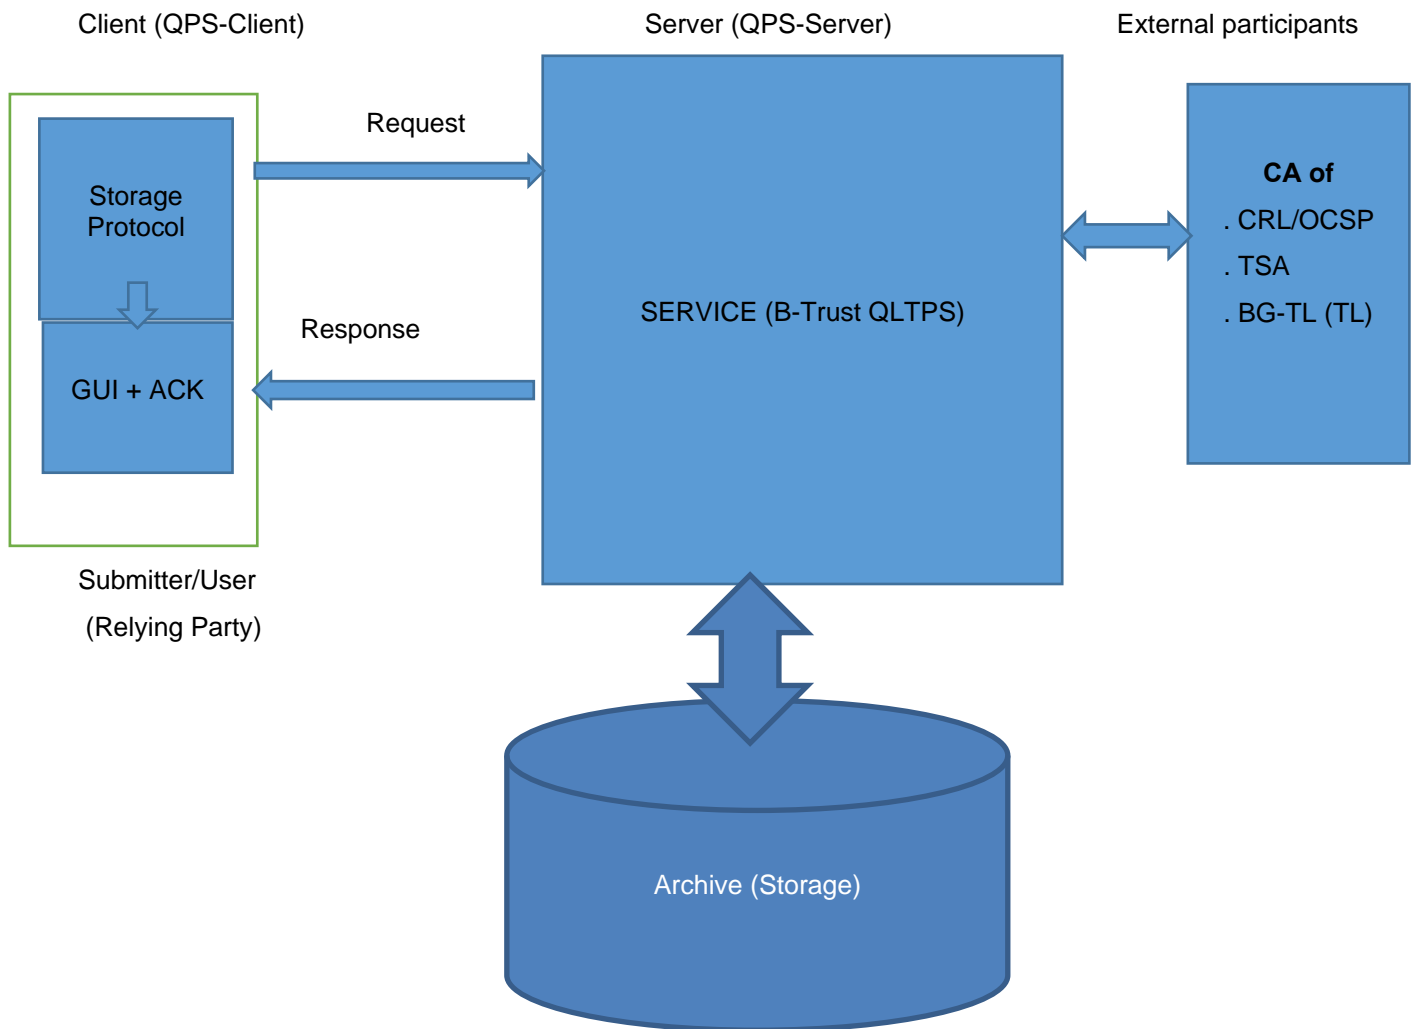 Client (QPS-Client)
Server (QPS-Server)
External participants
Request
Storage
Protocol
CA of
. CRL/OCSP
. TSA
. BG-TL (TL)
SERVICE (B-Trust QLTPS)
Response
GUI + ACK
Submitter/User
(Relying Party)
Archive (Storage)